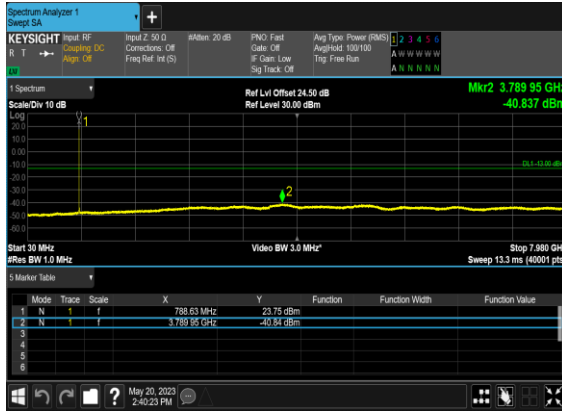 Spectrum Analyzer 1
Swept SA
+
KEYSIGHT
R T
LV
Input: RF
Coupling: DC
Align: Off
Input Z: 50 Ω
Corrections: Off
Freq Ref: Int (S)
#Atten: 20 dB
PNO: Fast
Gate: Off
IF Gain: Low
Sig Track: Off
Avg Type: Power (RMS)
Avg|Hold: 100/100
Trig: Free Run
1 2 3 4 5 6
A W W W W W
A N N N N N
1 Spectrum
Scale/Div 10 dB
Ref Lvl Offset 24.50 dB
Ref Level 30.00 dBm
Mkr2 3.789 95 GHz
-40.837 dBm
Log
20.0
10.0
0.00
-10.0
-20.0
-30.0
-40.0
-50.0
-60.0
1
2
DL1 -13.00 dB
Start 30 MHz
#Res BW 1.0 MHz
Video BW 3.0 MHz*
Stop 7.980 GH
Sweep 13.3 ms (40001 pts
5 Marker Table
Mode Trace Scale X Y Function Function Width Function Value
1 N 1 f 788.63 MHz 23.75 dBm
2 N 1 f 3.789 95 GHz -40.84 dBm
3
4
5
6
?
May 20, 2023
2:40:23 PM